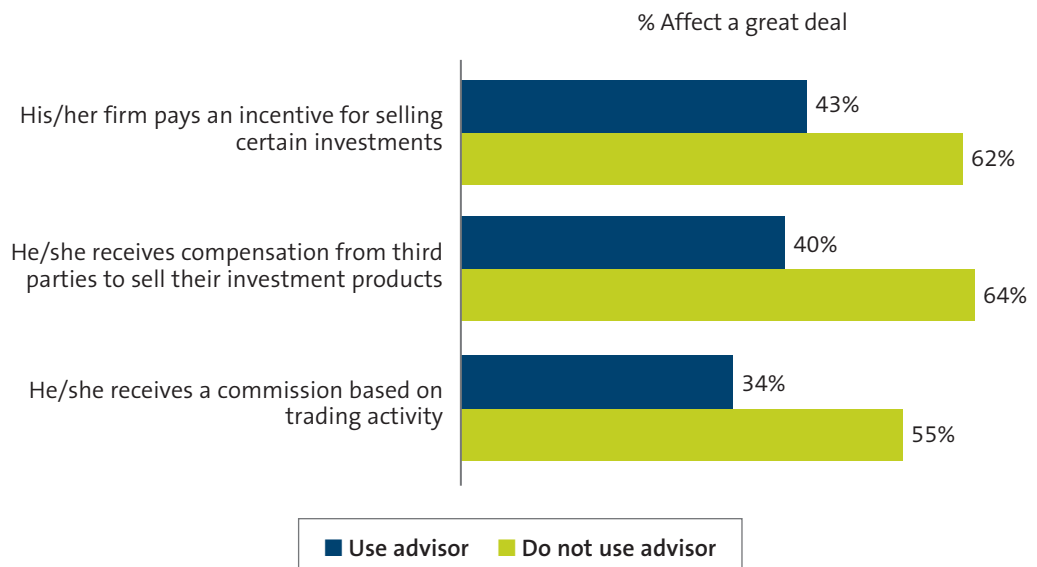 % Affect a great deal
His/her firm pays an incentive for selling
certain investments
43%
62%
He/she receives compensation from third
parties to sell their investment products
40%
64%
He/she receives a commission based on
trading activity
34%
55%
Use advisor Do not use advisor